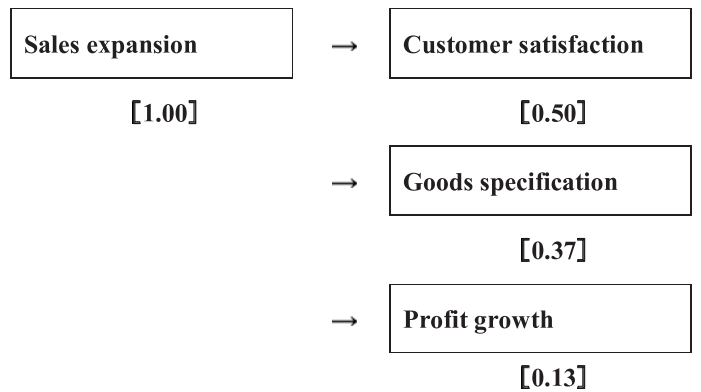 Sales expansion → Customer satisfaction
[1.00] [0.50]
→ Goods specification
[0.37]
→ Profit growth
[0.13]